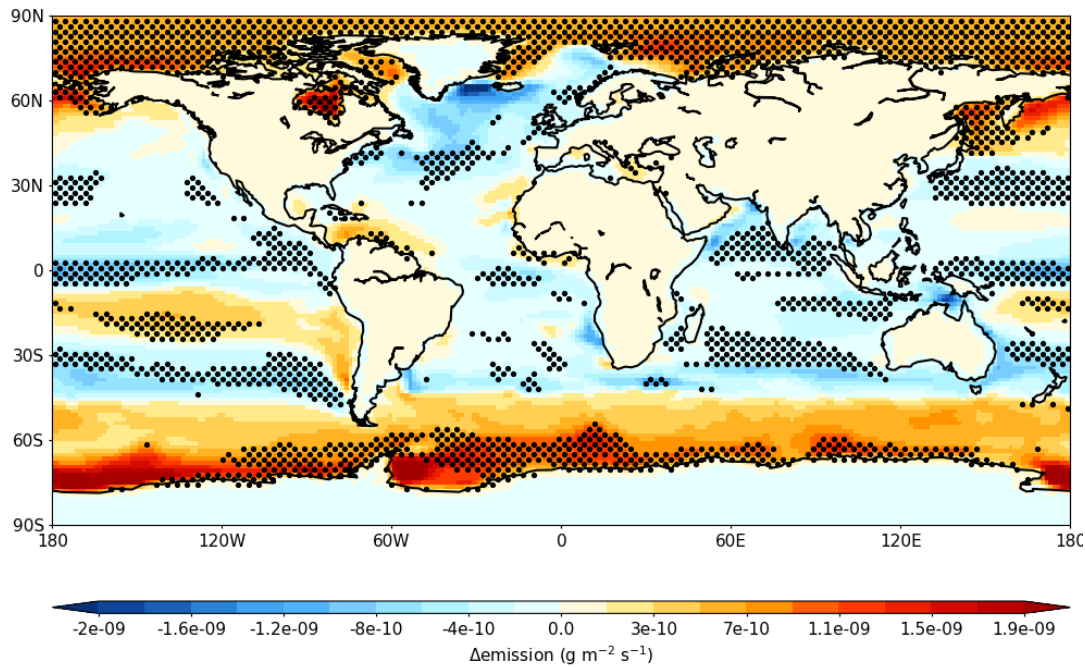 90N
60N
30N
0
30S
60S
90S
180 120W 60W 0 60E 120E 180
-2e-09 -1.6e-09 -1.2e-09 -8e-10 -4e-10 0.0 3e-10 7e-10 1.1e-09 1.5e-09 1.9e-09
Δemission (g m⁻² s⁻¹)